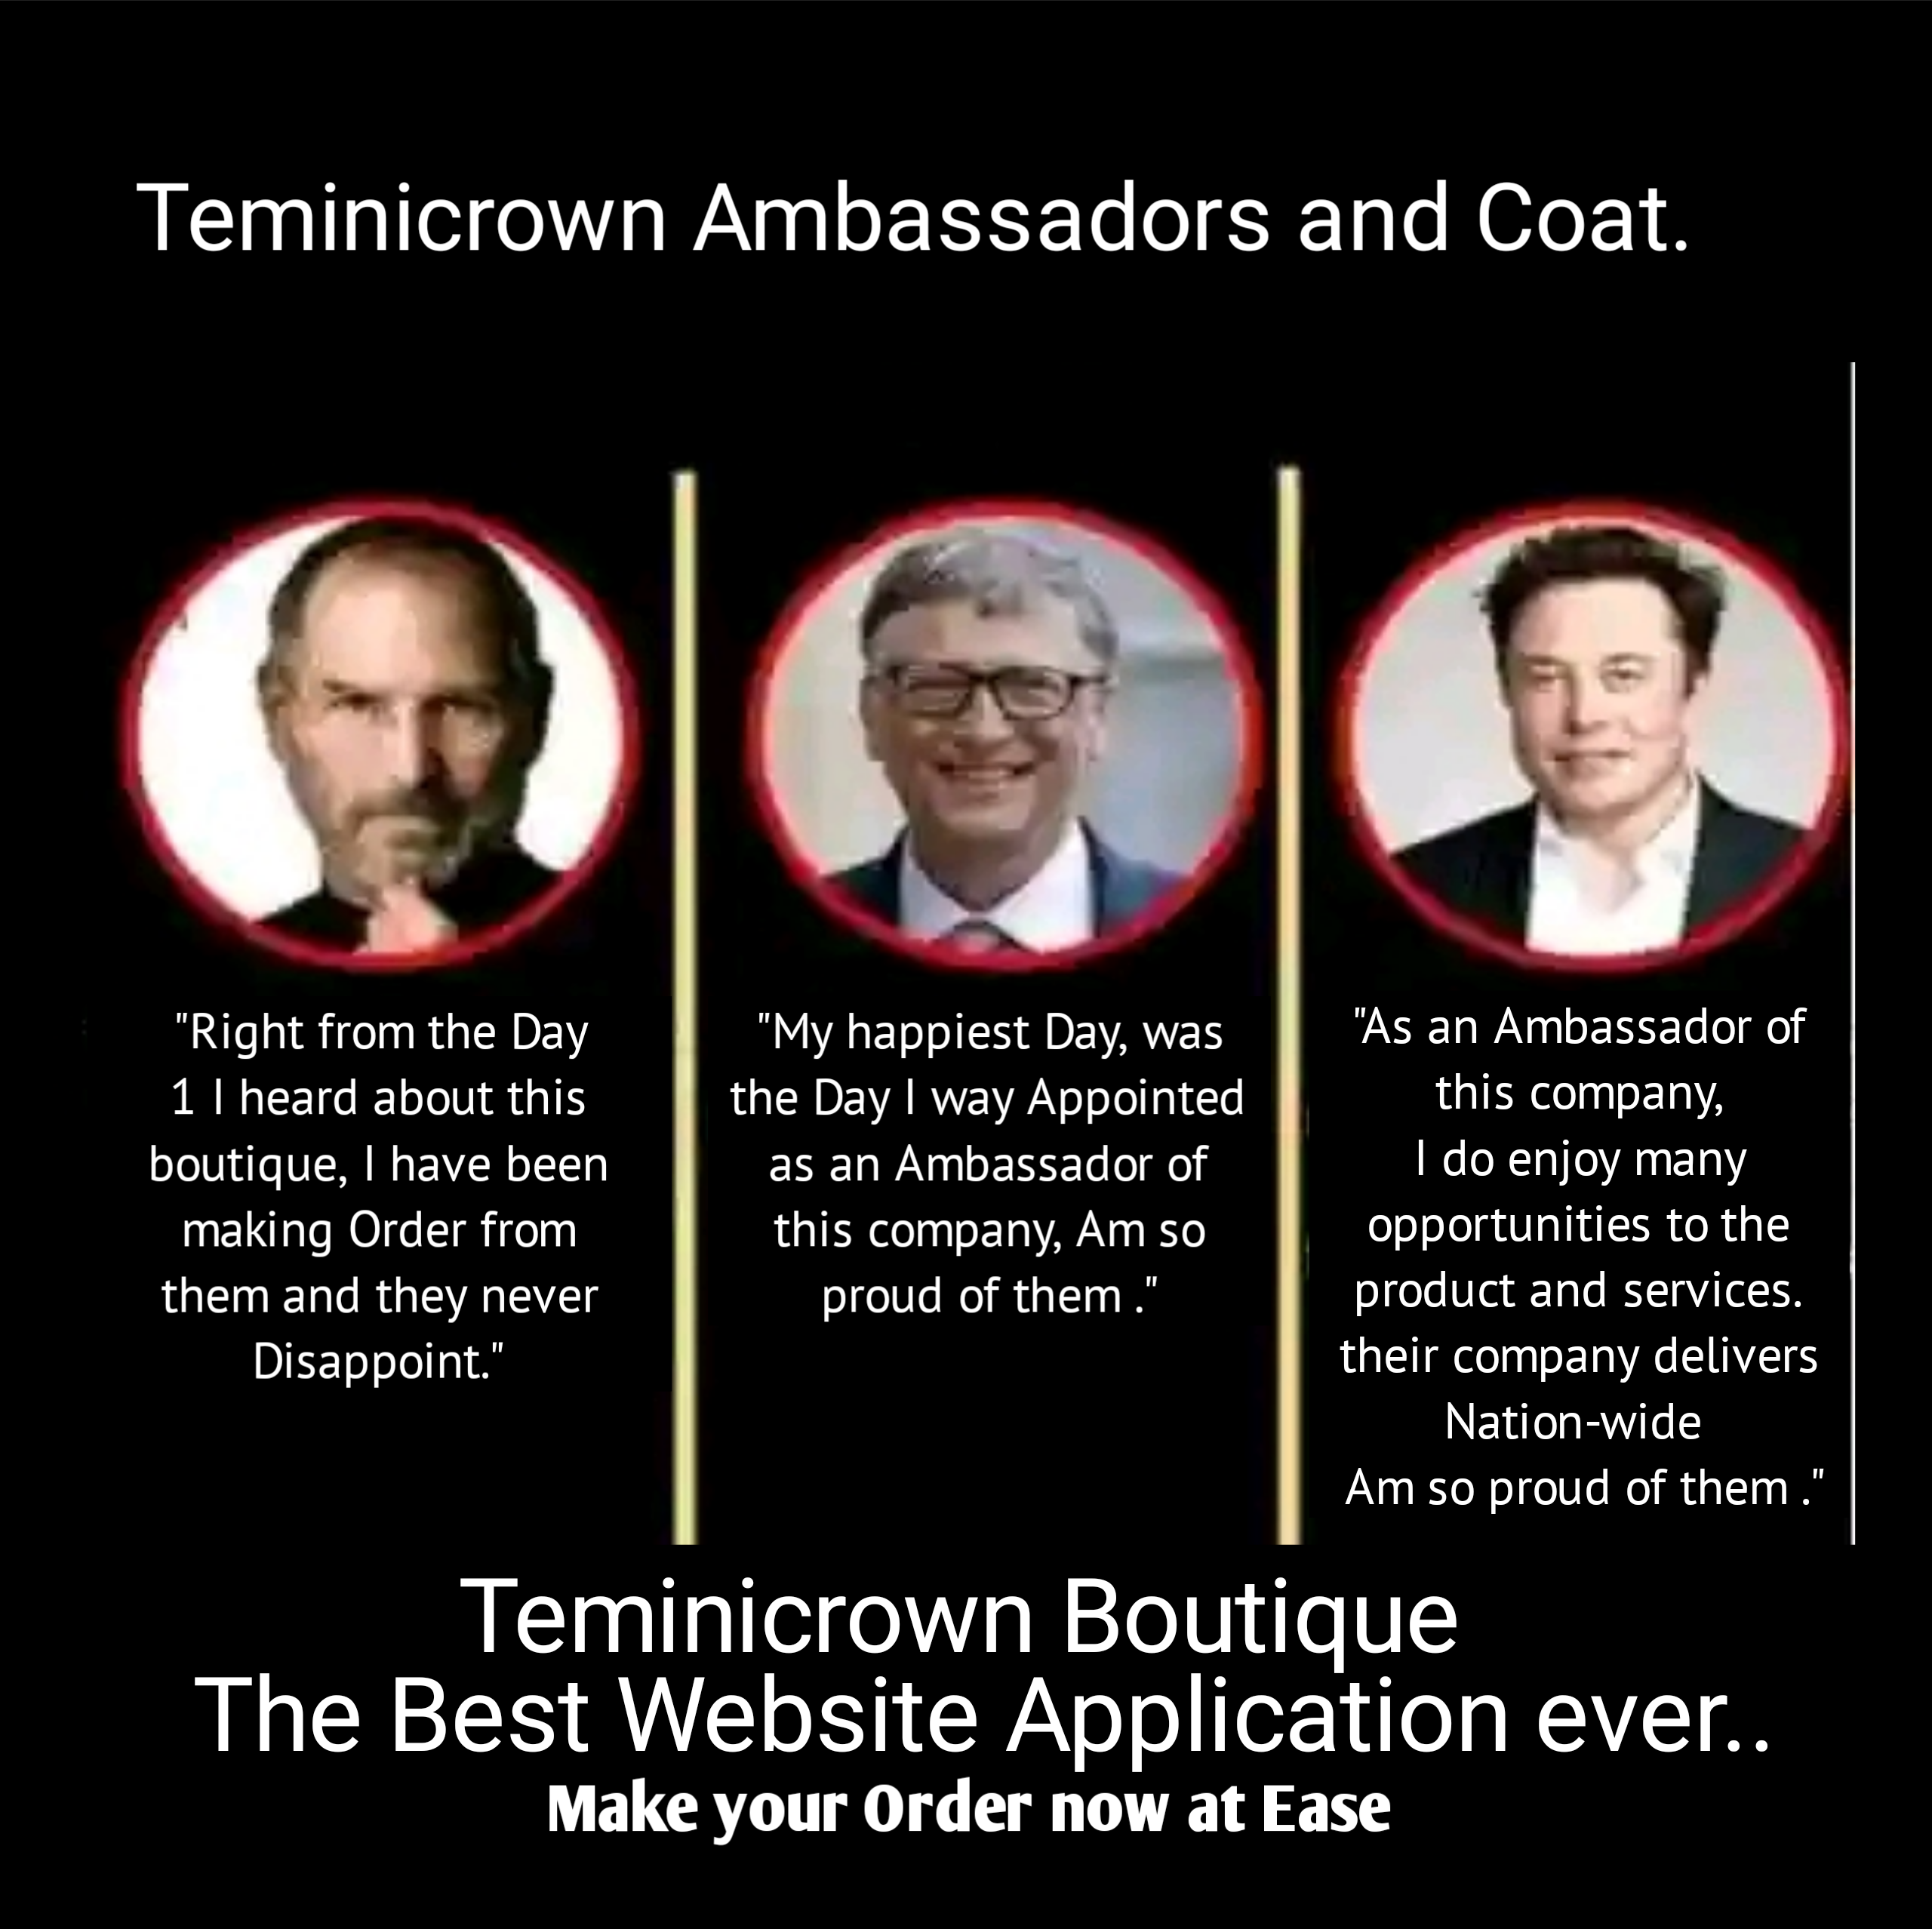 Teminicrown Ambassadors and Coat.
"Right from the Day
1 I heard about this
boutique, I have been
making Order from
them and they never
Disappoint."
"My happiest Day, was
the Day I way Appointed
as an Ambassador of
this company, Am so
proud of them ."
"As an Ambassador of
this company,
I do enjoy many
opportunities to the
product and services.
their company delivers
Nation-wide
Am so proud of them ."
Teminicrown Boutique
The Best Website Application ever..
Make your Order now at Ease